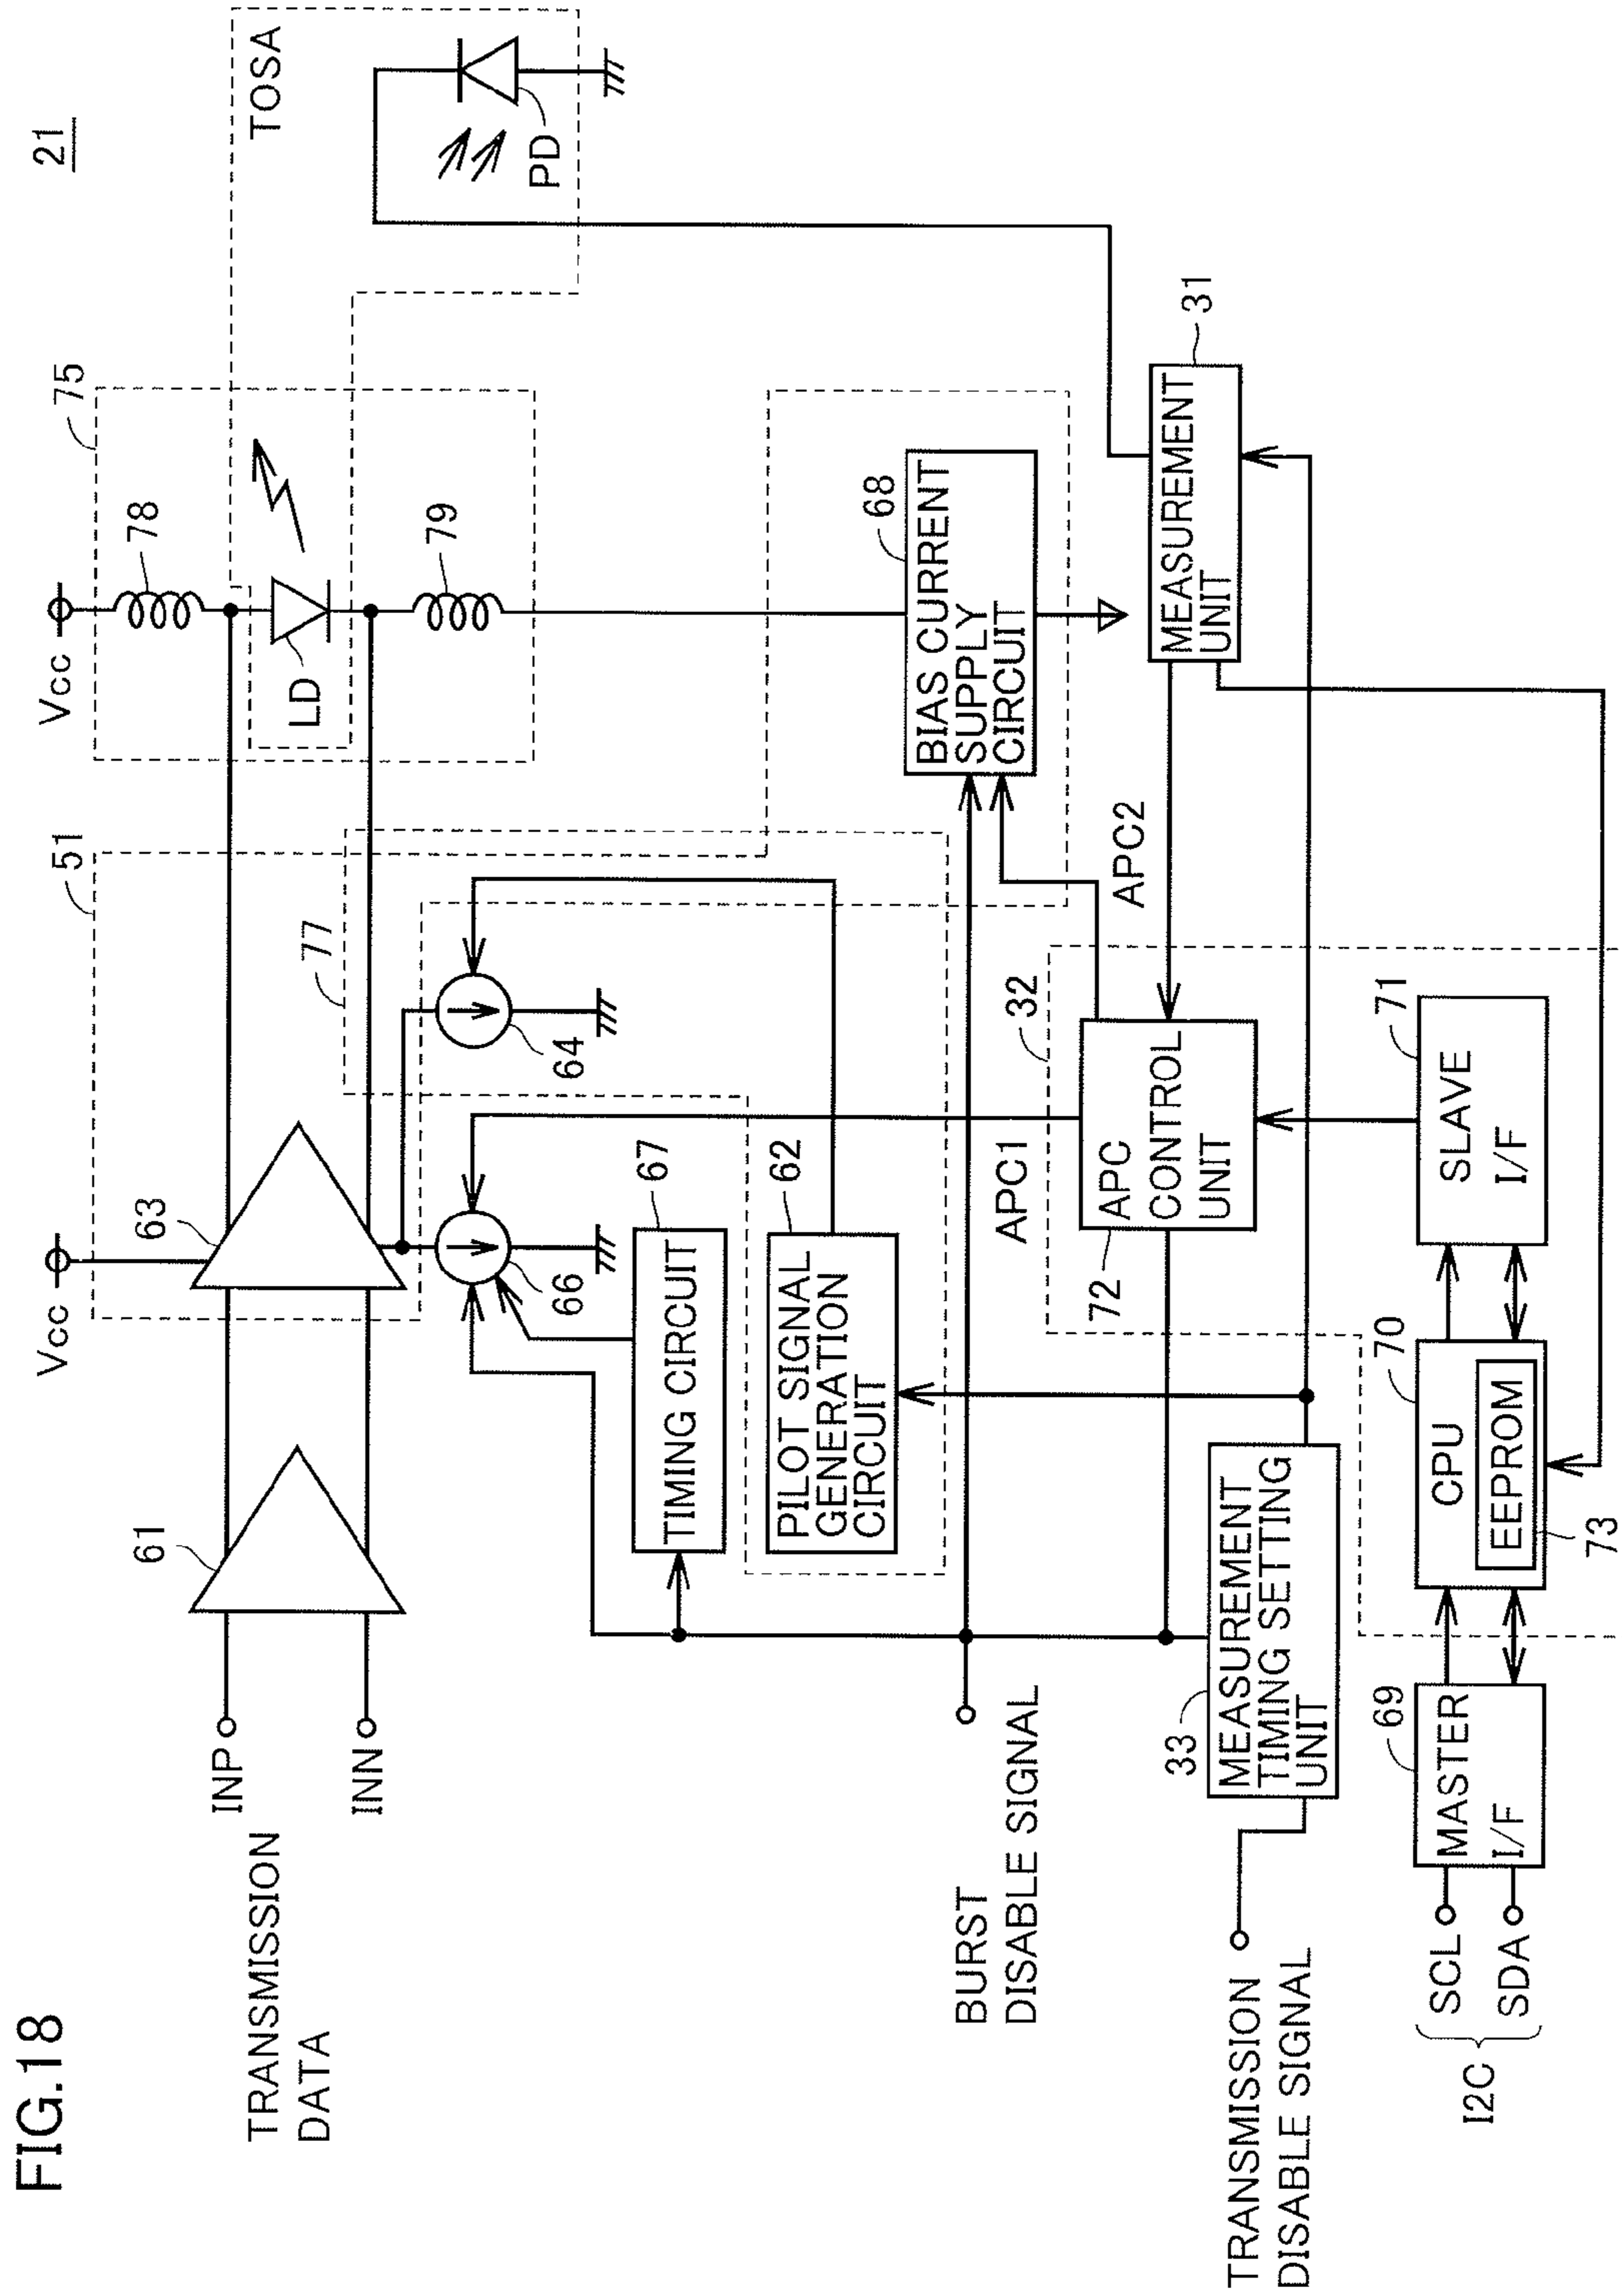 FIG.18
21
TRANSMISSION
DATA
INP
INN
61
Vcc
63
51
Vcc
75
78
LD
79
TOSA
PD
77
66
64
67
TIMING CIRCUIT
62
PILOT SIGNAL
GENERATION
CIRCUIT
68
BIAS CURRENT
SUPPLY
CIRCUIT
BURST
DISABLE SIGNAL
APC1
APC2
32
72
APC
CONTROL
UNIT
31
MEASUREMENT
UNIT
33
MEASUREMENT
TIMING SETTING
UNIT
TRANSMISSION
DISABLE SIGNAL
I2C
SCL
SDA
69
MASTER
I/F
70
CPU
EEPROM
73
71
SLAVE
I/F